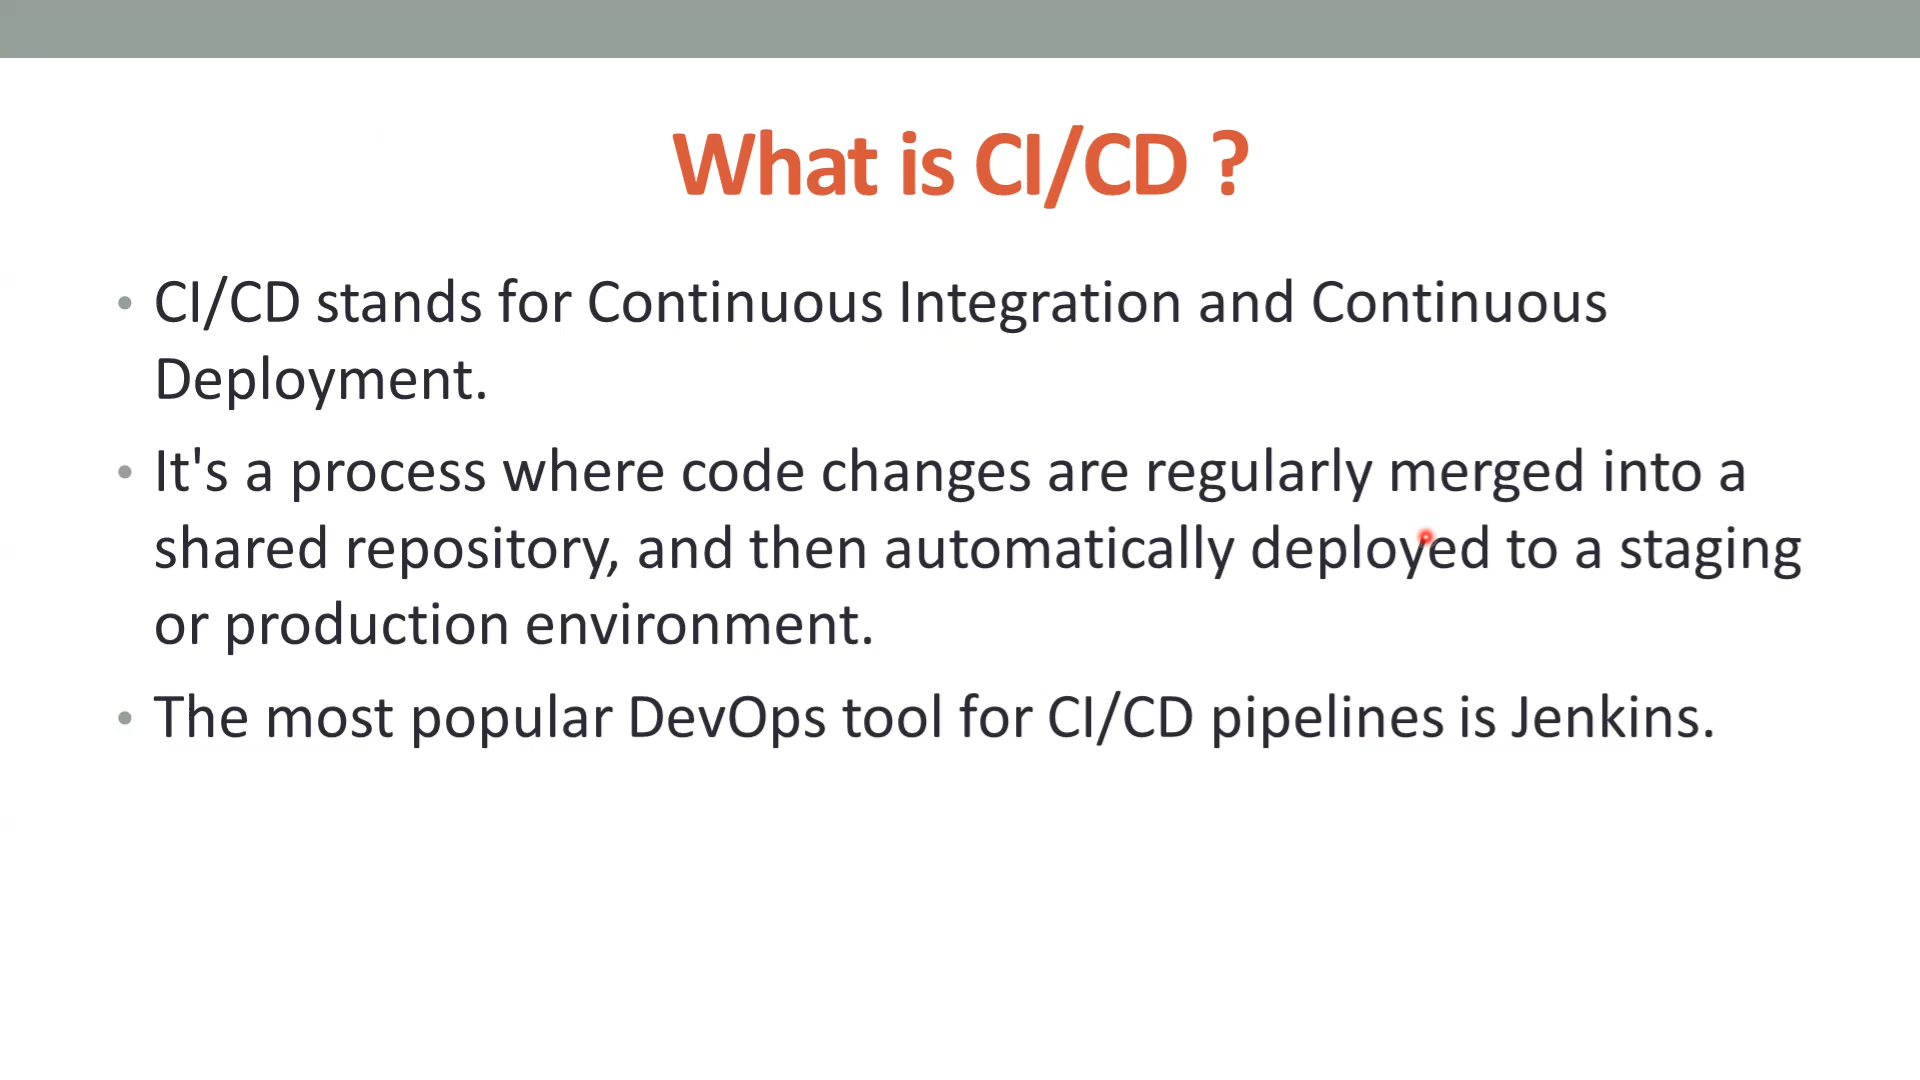 What is CI/CD ?
• CI/CD stands for Continuous Integration and Continuous
Deployment.
• It's a process where code changes are regularly merged into a
shared repository, and then automatically deployed to a staging
or production environment.
• The most popular DevOps tool for CI/CD pipelines is Jenkins.